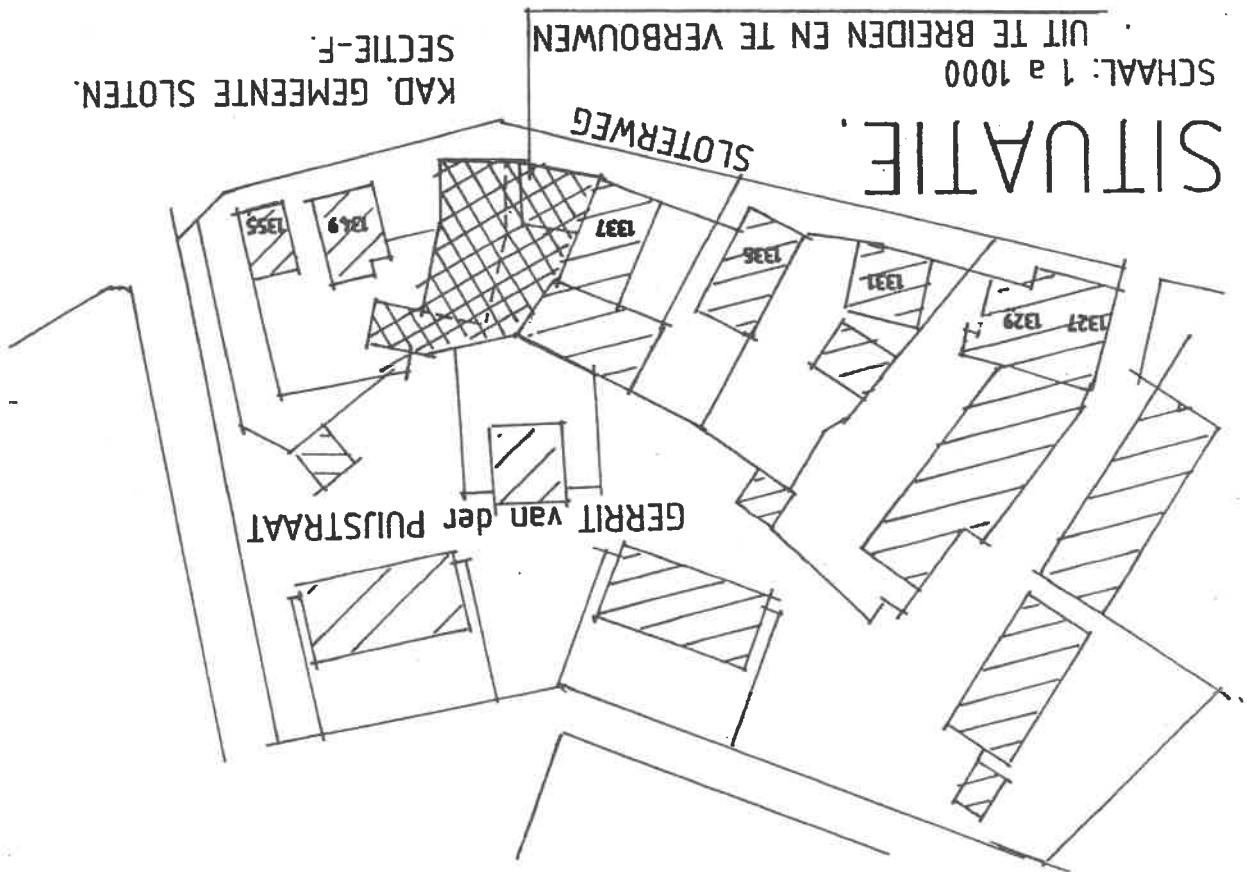 SITUATIE.
SCHAAL: 1 a 1000
UIT TE BREIDEN EN TE VERBOUWEN
KAD. GEMEENTE SLOTEN.
SECTIE-F.
SLOTERWEG
1327
1329
1331
1335
1337
1349
1355
GERRIT van der PUIJSTRAAT